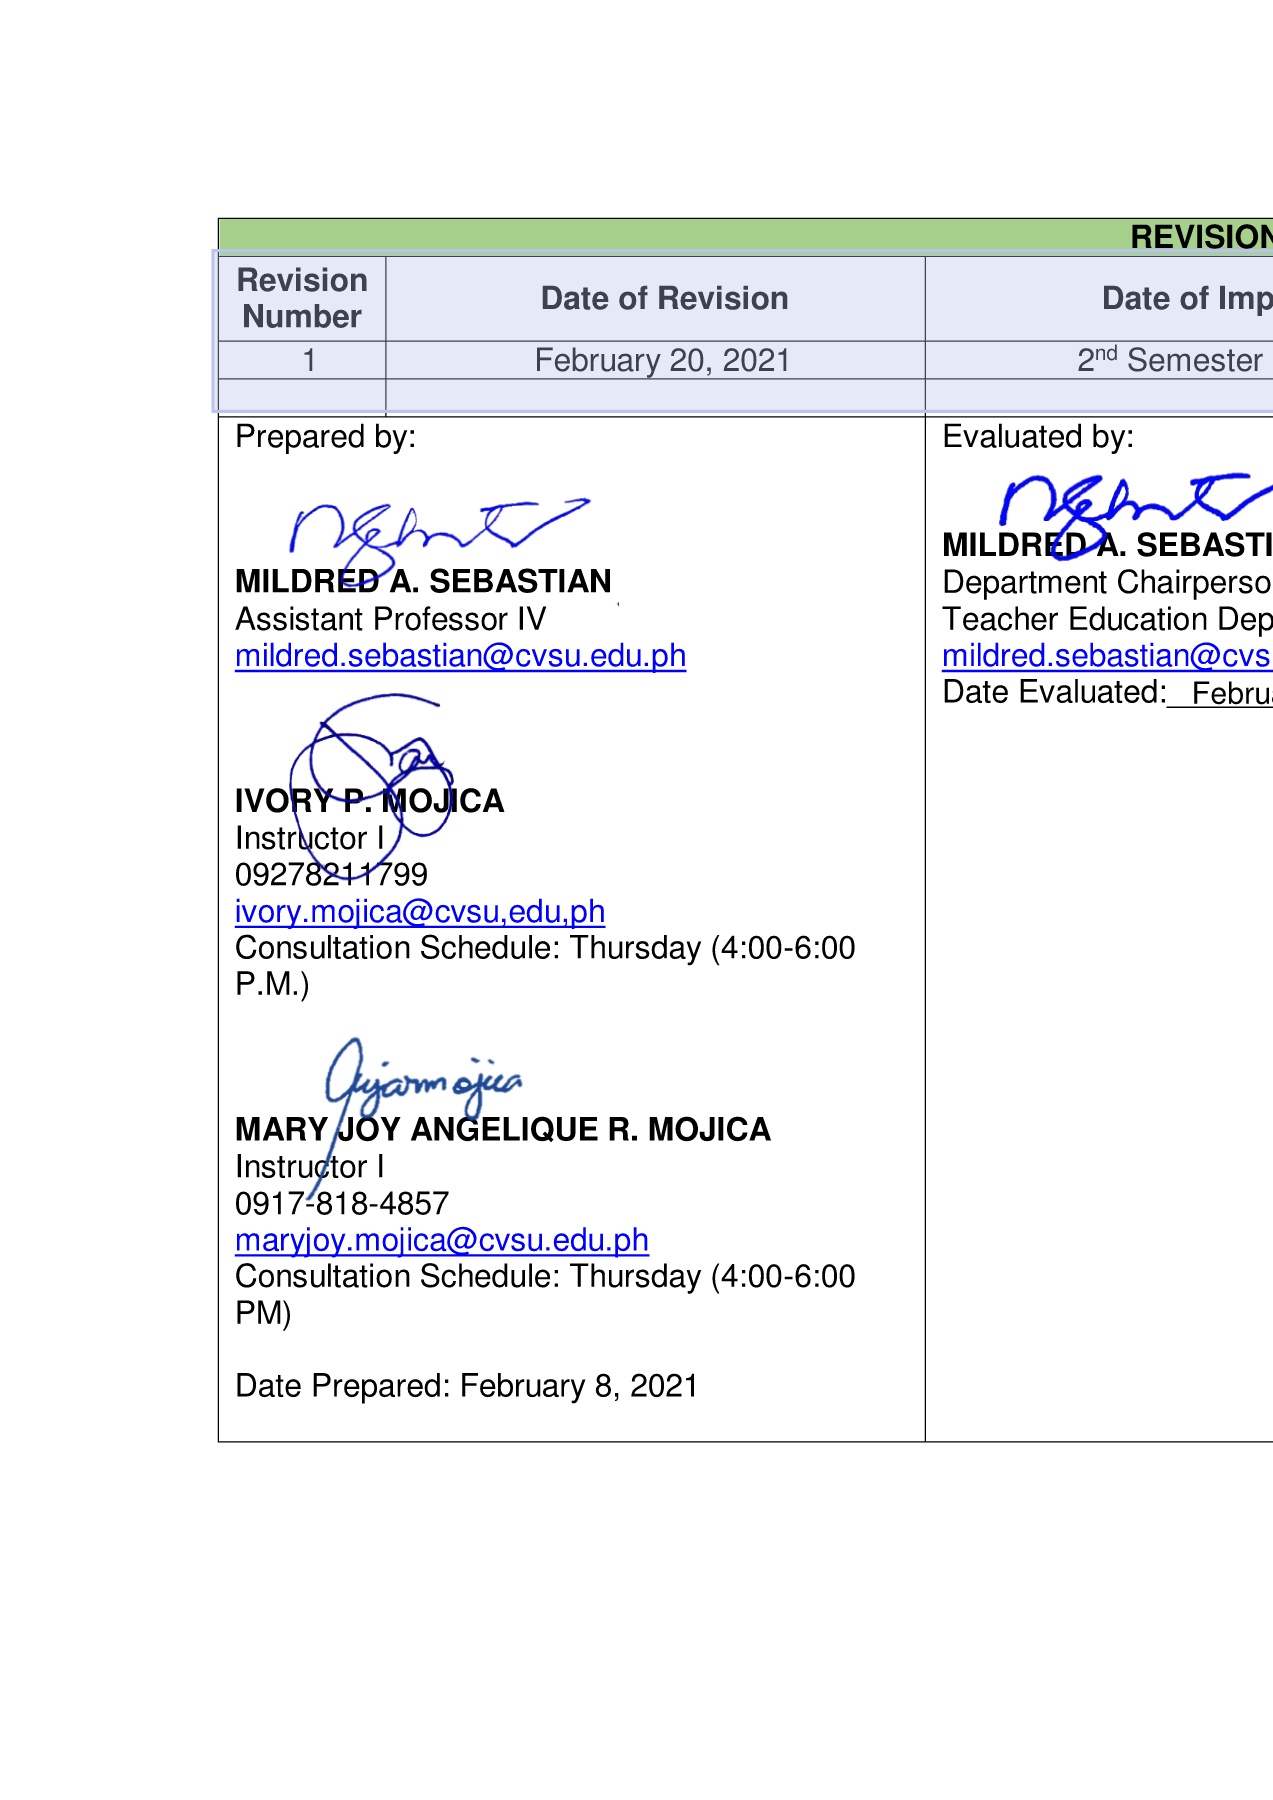 REVISION
Revision Number
Date of Revision
Date of Imp
1
February 20, 2021
2nd Semester
Prepared by:
MILDRED A. SEBASTIAN
Assistant Professor IV
mildred.sebastian@cvsu.edu.ph
IVORY P. MOJICA
Instructor I
09278211799
ivory.mojica@cvsu,edu,ph
Consultation Schedule: Thursday (4:00-6:00
P.M.)
MARY JOY ANGELIQUE R. MOJICA
Instructor I
0917-818-4857
maryjoy.mojica@cvsu.edu.ph
Consultation Schedule: Thursday (4:00-6:00
PM)
Date Prepared: February 8, 2021
Evaluated by:
MILDRED A. SEBASTI
Department Chairperso
Teacher Education Dep
mildred.sebastian@cvs
Date Evaluated: Februa